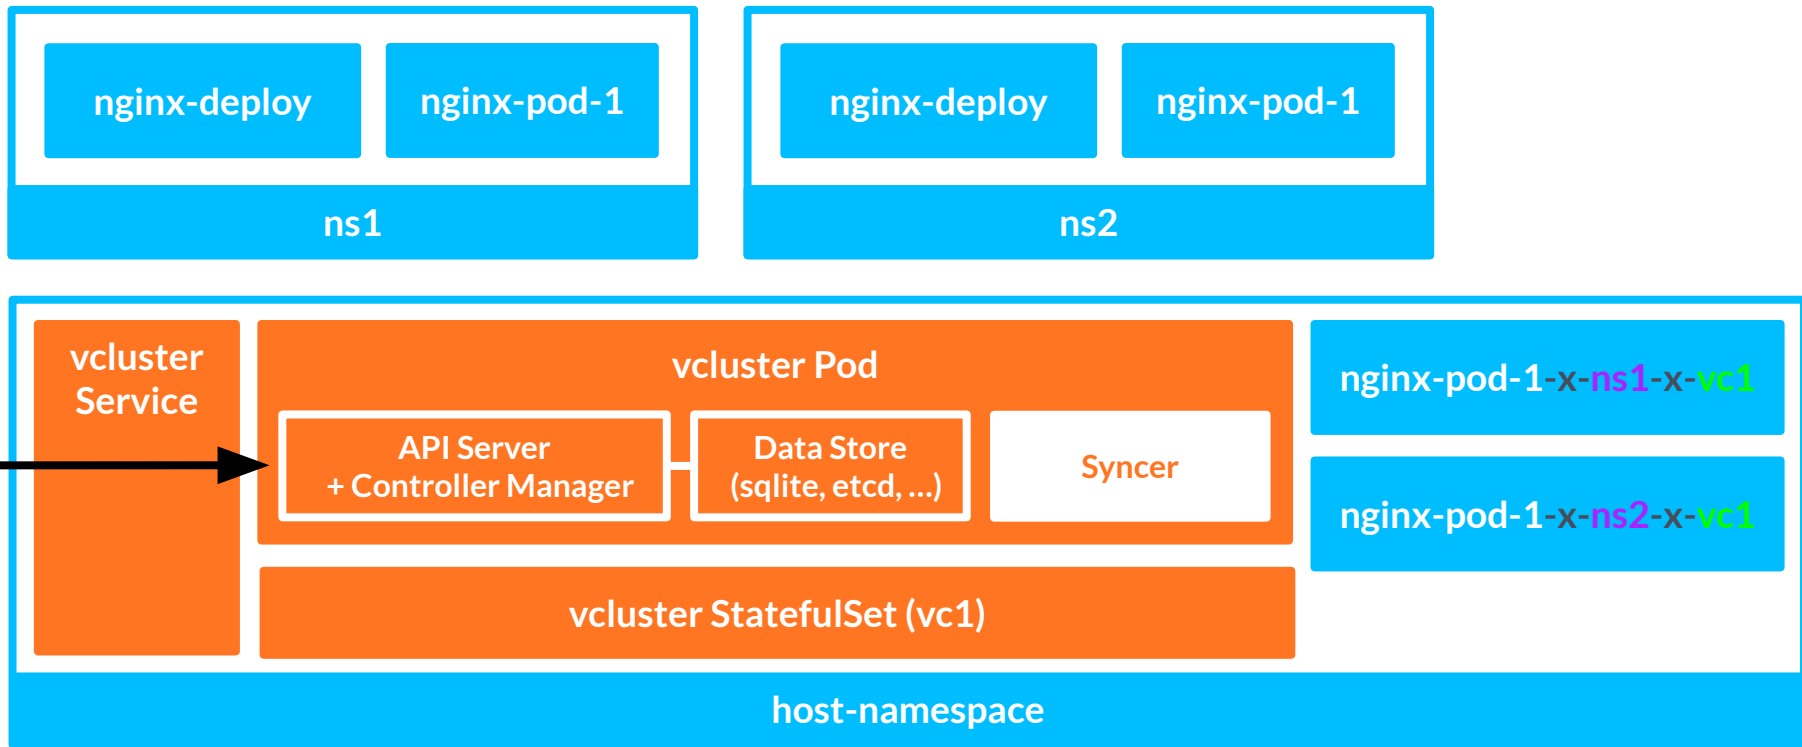 nginx-deploy
nginx-pod-1
ns1
nginx-deploy
nginx-pod-1
ns2
vcluster
Service
vcluster Pod
API Server
+ Controller Manager
Data Store
(sqlite, etcd, ...)
Syncer
vcluster StatefulSet (vc1)
nginx-pod-1-x-ns1-x-vc1
nginx-pod-1-x-ns2-x-vc1
host-namespace